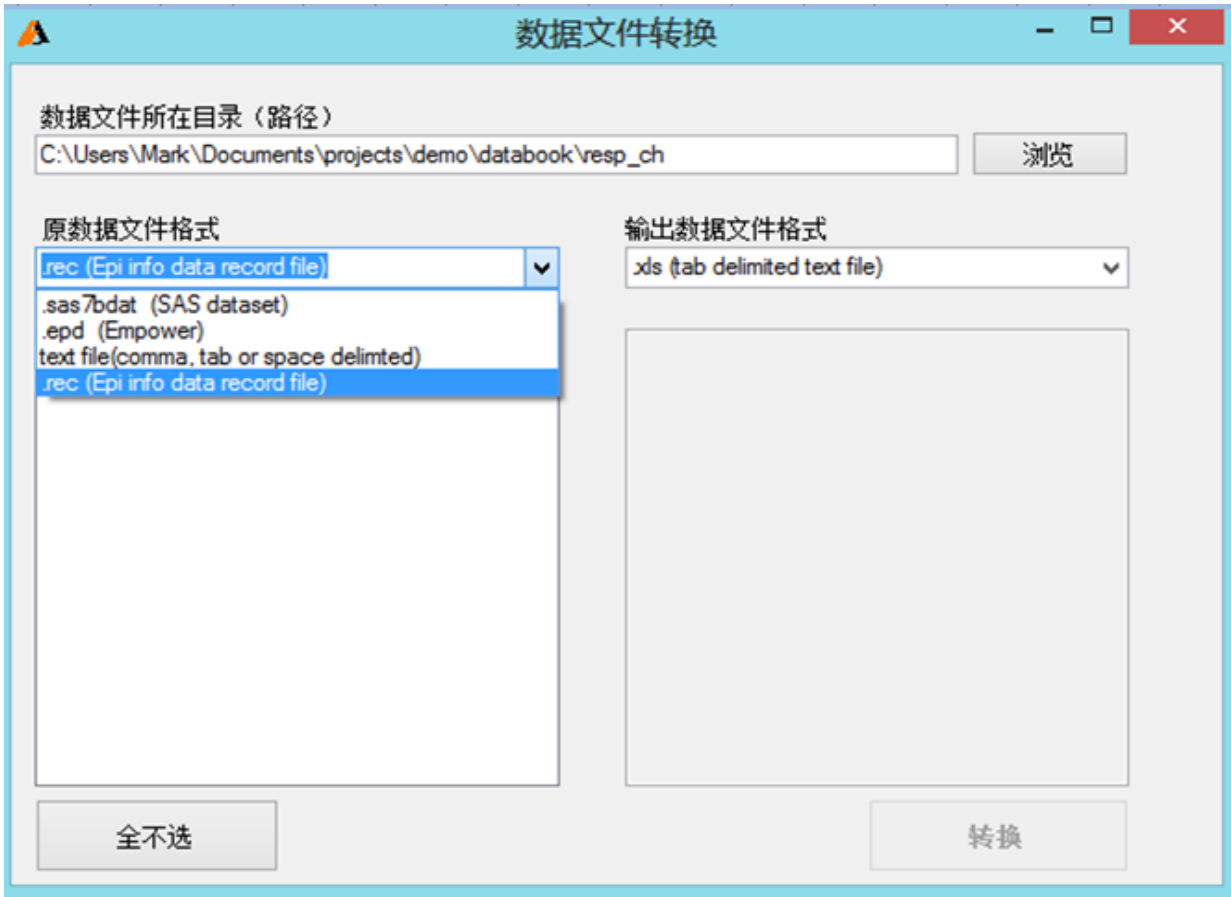 数据文件转换
数据文件所在目录（路径）
C:\Users\Mark\Documents\projects\demo\databook\resp_ch
浏览
原数据文件格式
输出数据文件格式
.rec (Epi info data record file)
.xls (tab delimited text file)
.sas7bdat (SAS dataset)
.epd (Empower)
text file(comma, tab or space delimted)
.rec (Epi info data record file)
全不选
转换